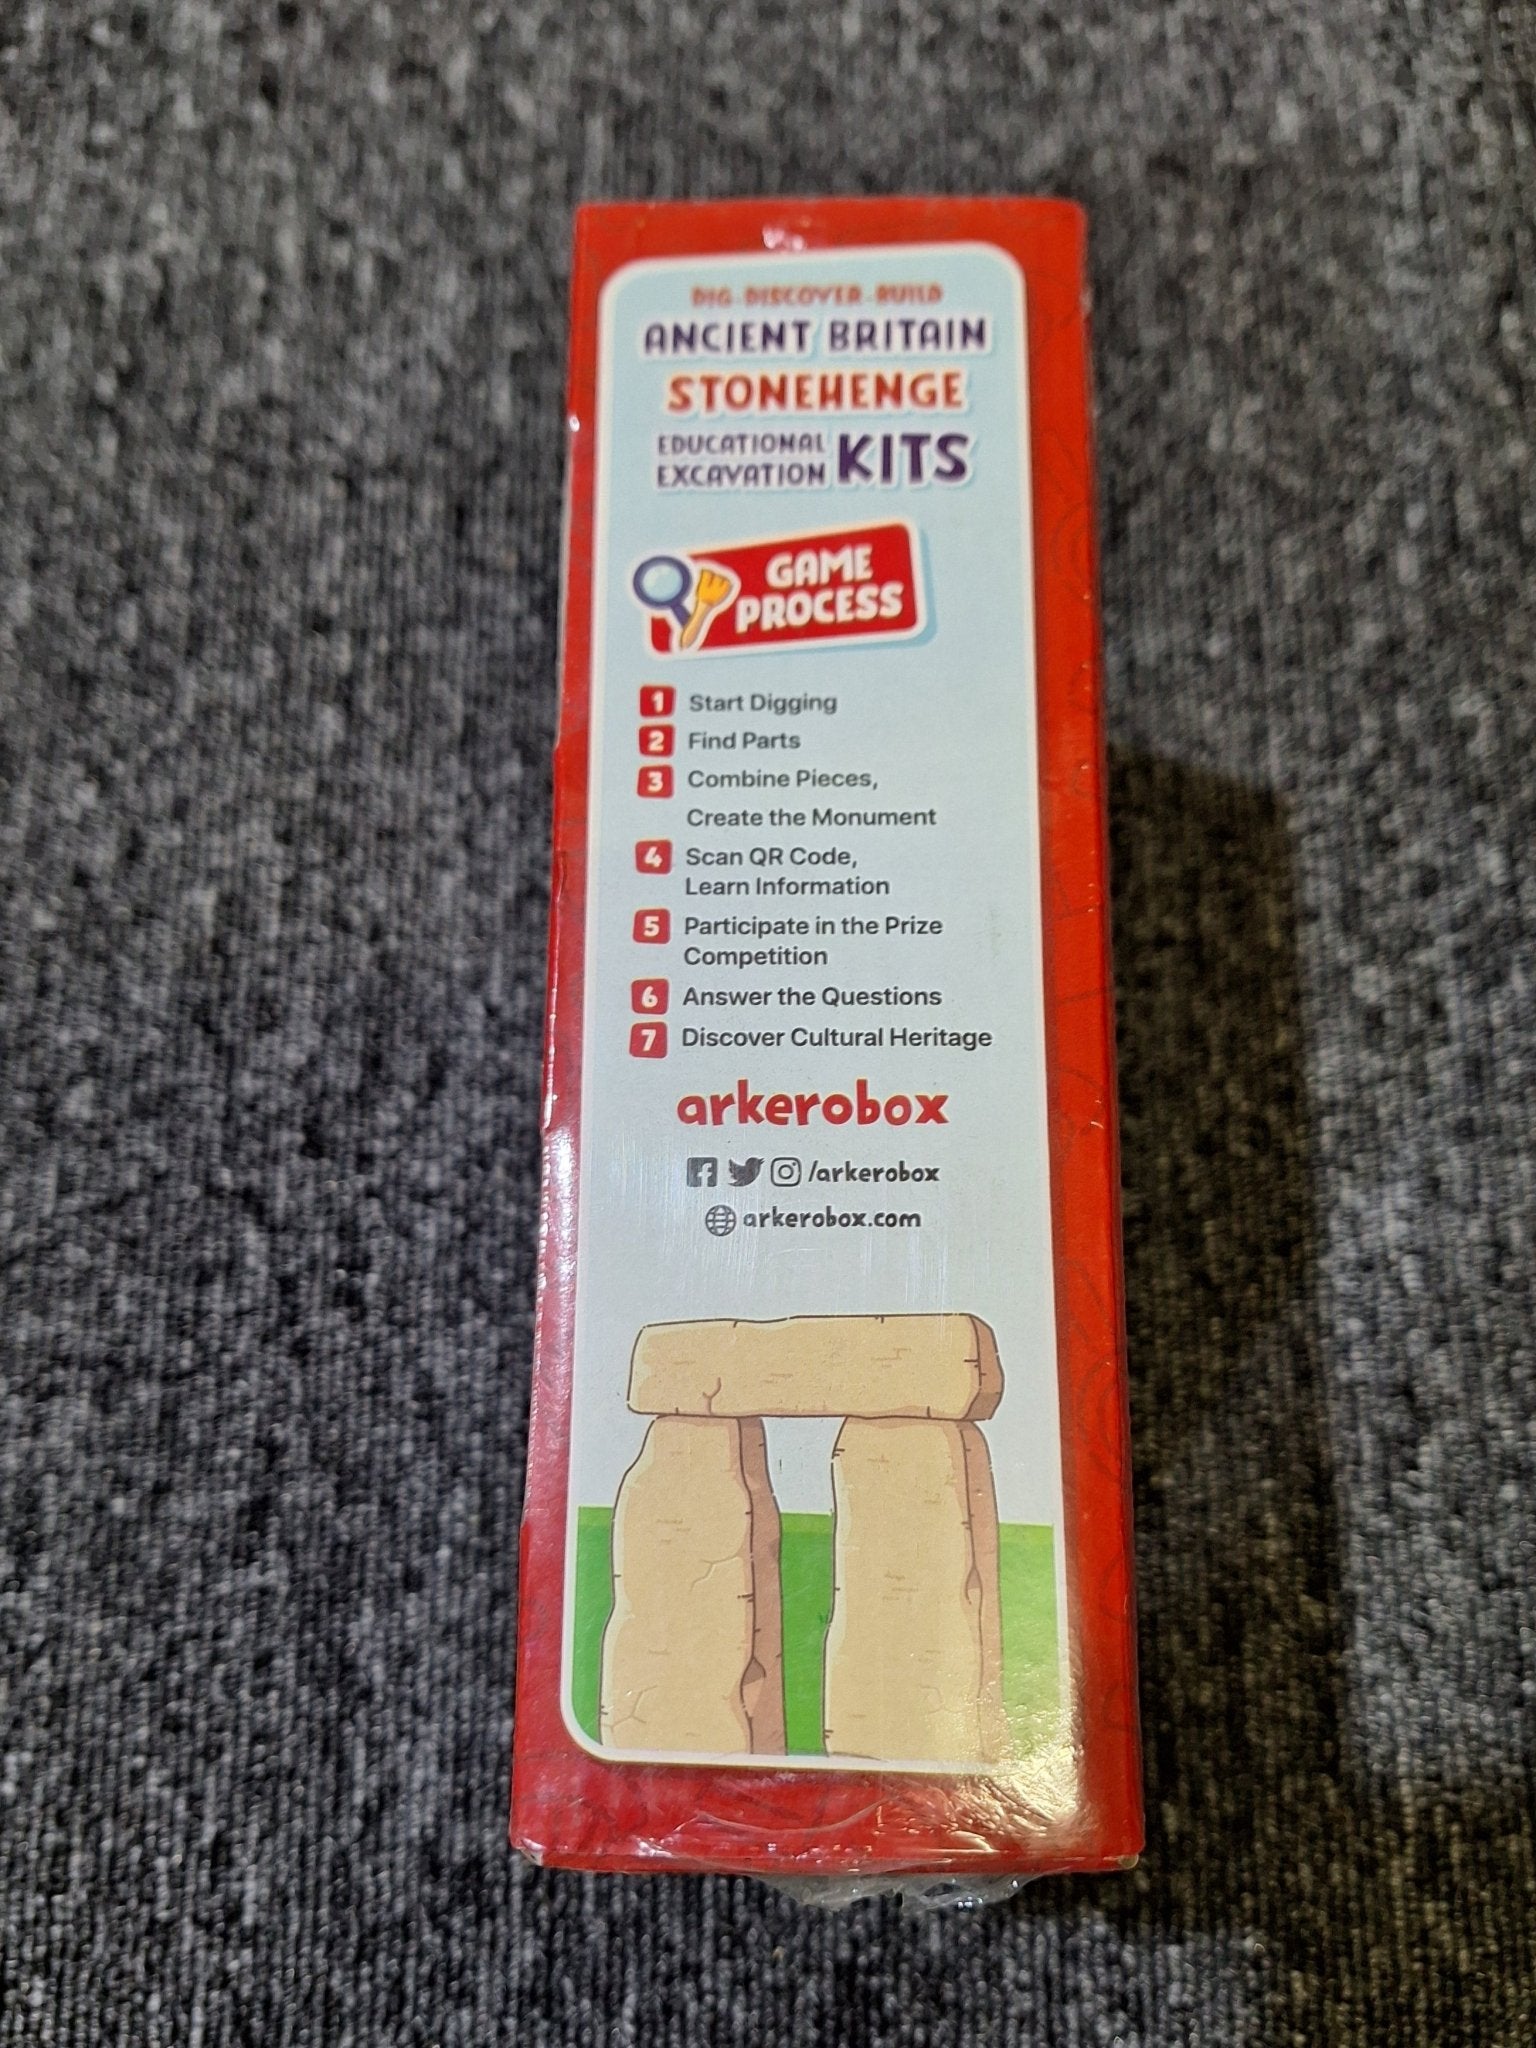 DIG-DISCOVER-BUILD
ANCIENT BRITAIN
STONEHENGE
EDUCATIONAL
EXCAVATION KITS
GAME
PROCESS
1 Start Digging
2 Find Parts
3 Combine Pieces,
Create the Monument
4 Scan QR Code,
Learn Information
5 Participate in the Prize
Competition
6 Answer the Questions
7 Discover Cultural Heritage
arkerobox
/arkerobox
arkerobox.com